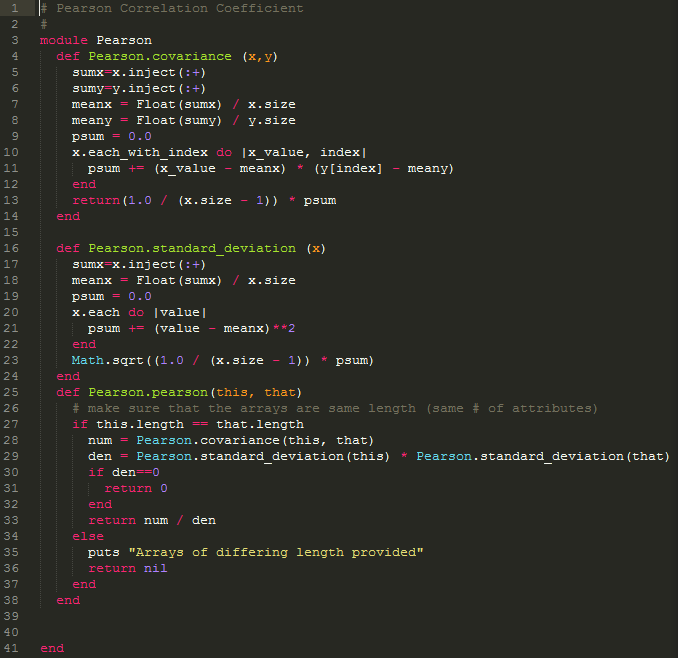 1 # Pearson Correlation Coefficient
2 #
3 module Pearson
4   def Pearson.covariance (x,y)
5     sumx=x.inject(:+)
6     sumy=y.inject(:+)
7     meanx = Float(sumx) / x.size
8     meany = Float(sumy) / y.size
9     psum = 0.0
10     x.each_with_index do |x_value, index|
11       psum += (x_value - meanx) * (y[index] - meany)
12     end
13     return(1.0 / (x.size - 1)) * psum
14   end
15
16   def Pearson.standard_deviation (x)
17     sumx=x.inject(:+)
18     meanx = Float(sumx) / x.size
19     psum = 0.0
20     x.each do |value|
21       psum += (value - meanx)**2
22     end
23     Math.sqrt((1.0 / (x.size - 1)) * psum)
24   end
25   def Pearson.pearson(this, that)
26     # make sure that the arrays are same length (same # of attributes)
27     if this.length == that.length
28       num = Pearson.covariance(this, that)
29       den = Pearson.standard_deviation(this) * Pearson.standard_deviation(that)
30       if den==0
31         return 0
32       end
33       return num / den
34     else
35       puts "Arrays of differing length provided"
36       return nil
37     end
38   end
39
40
41 end